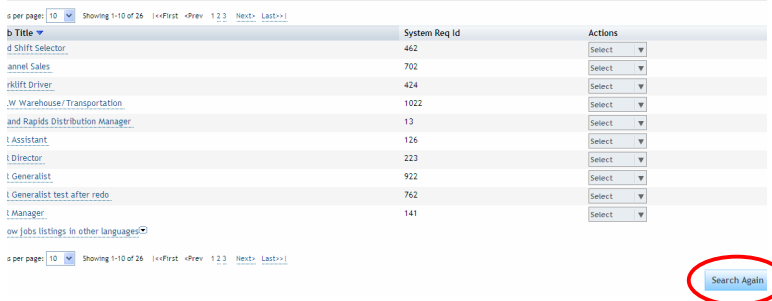 s per page: 10 Showing 1-10 of 26 |<<First <Prev 1 2 3 Next> Last>>|
b Title System Req Id Actions
d Shift Selector 462 Select
annel Sales 702 Select
rklift Driver 424 Select
.W Warehouse/Transportation 1022 Select
and Rapids Distribution Manager 13 Select
R Assistant 126 Select
R Director 223 Select
R Generalist 922 Select
R Generalist test after redo 762 Select
R Manager 141 Select
ow jobs listings in other languages
s per page: 10 Showing 1-10 of 26 |<<First <Prev 1 2 3 Next> Last>>|
Search Again